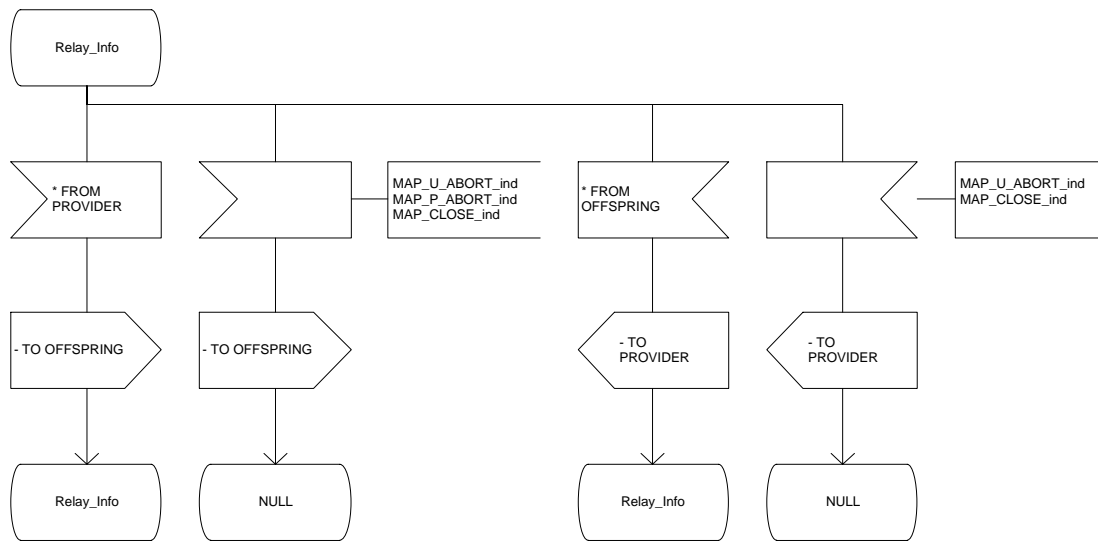 Relay_Info
* FROM
PROVIDER
MAP_U_ABORT_ind
MAP_P_ABORT_ind
MAP_CLOSE_ind
* FROM
OFFSPRING
MAP_U_ABORT_ind
MAP_CLOSE_ind
- TO OFFSPRING
- TO OFFSPRING
- TO
PROVIDER
- TO
PROVIDER
Relay_Info
NULL
Relay_Info
NULL